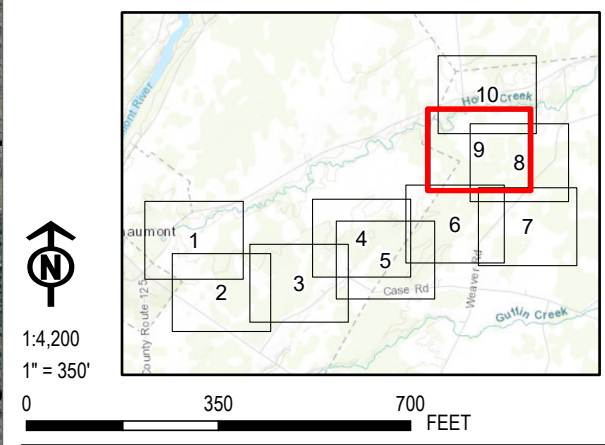 10
Creek
9
8
6
7
4
5
3
1
2
aumont
Case Rd
Weaver Rd
Guffin Creek
County Route 125
N
1:4,200
1" = 350'
0 350 700
FEET